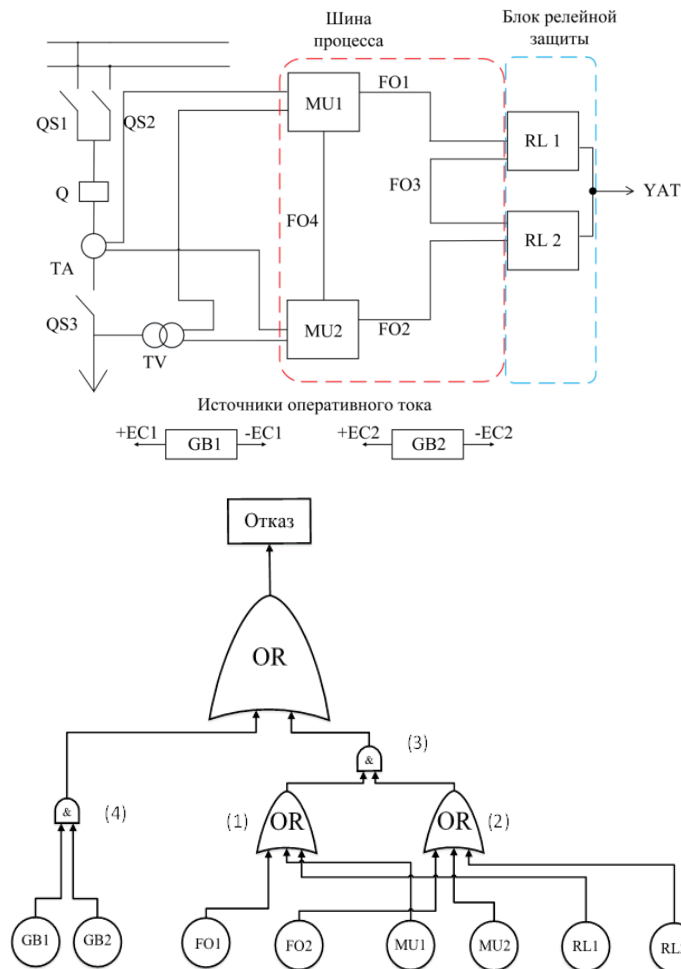 Шина
процесса
Блок релейной
защиты
QS1
QS2
Q
TA
QS3
TV
MU1
FO1
FO3
FO4
MU2
FO2
RL 1
RL 2
YAT
Источники оперативного тока
+EC1
GB1
-EC1
+EC2
GB2
-EC2
Отказ
OR
&
(3)
&
(4)
(1)
OR
OR
(2)
GB1
GB2
FO1
FO2
MU1
MU2
RL1